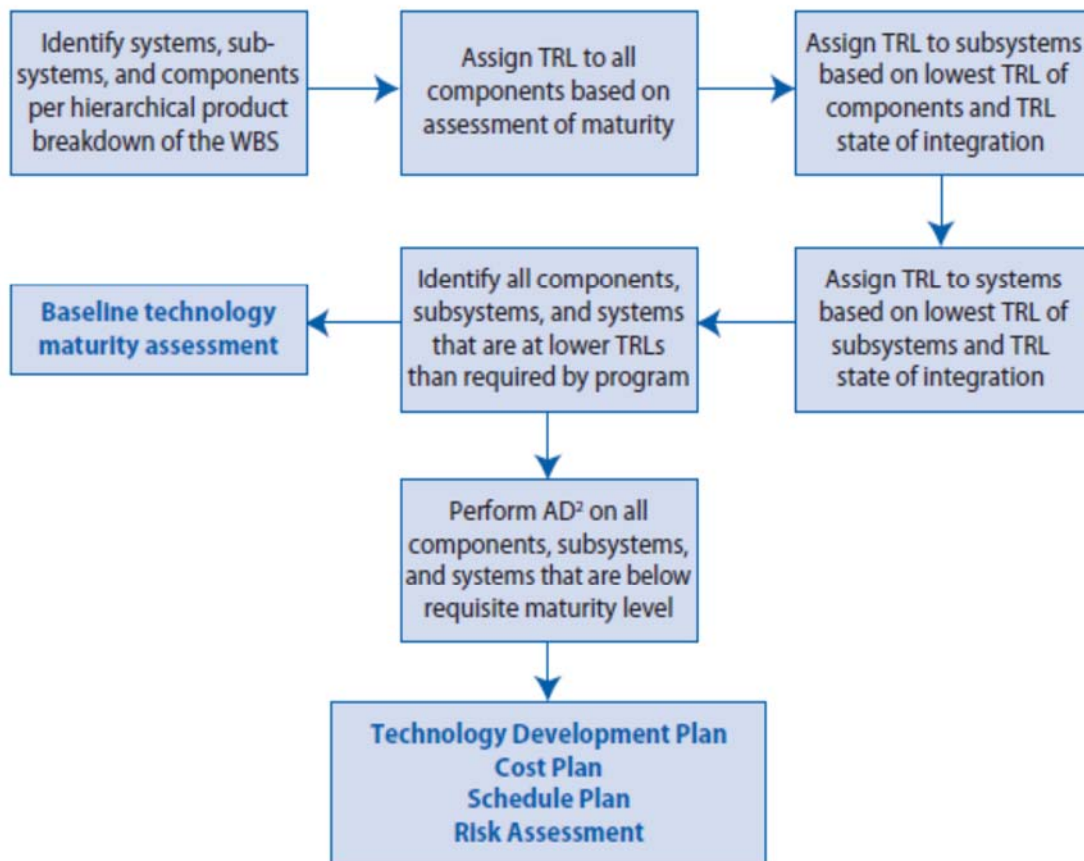 Identify systems, sub-
systems, and components
per hierarchical product
breakdown of the WBS
Assign TRL to all
components based on
assessment of maturity
Assign TRL to subsystems
based on lowest TRL of
components and TRL
state of integration
Assign TRL to systems
based on lowest TRL of
subsystems and TRL
state of integration
Identify all components,
subsystems, and systems
that are at lower TRLs
than required by program
Baseline technology
maturity assessment
Perform AD² on all
components, subsystems,
and systems that are below
requisite maturity level
Technology Development Plan
Cost Plan
Schedule Plan
Risk Assessment